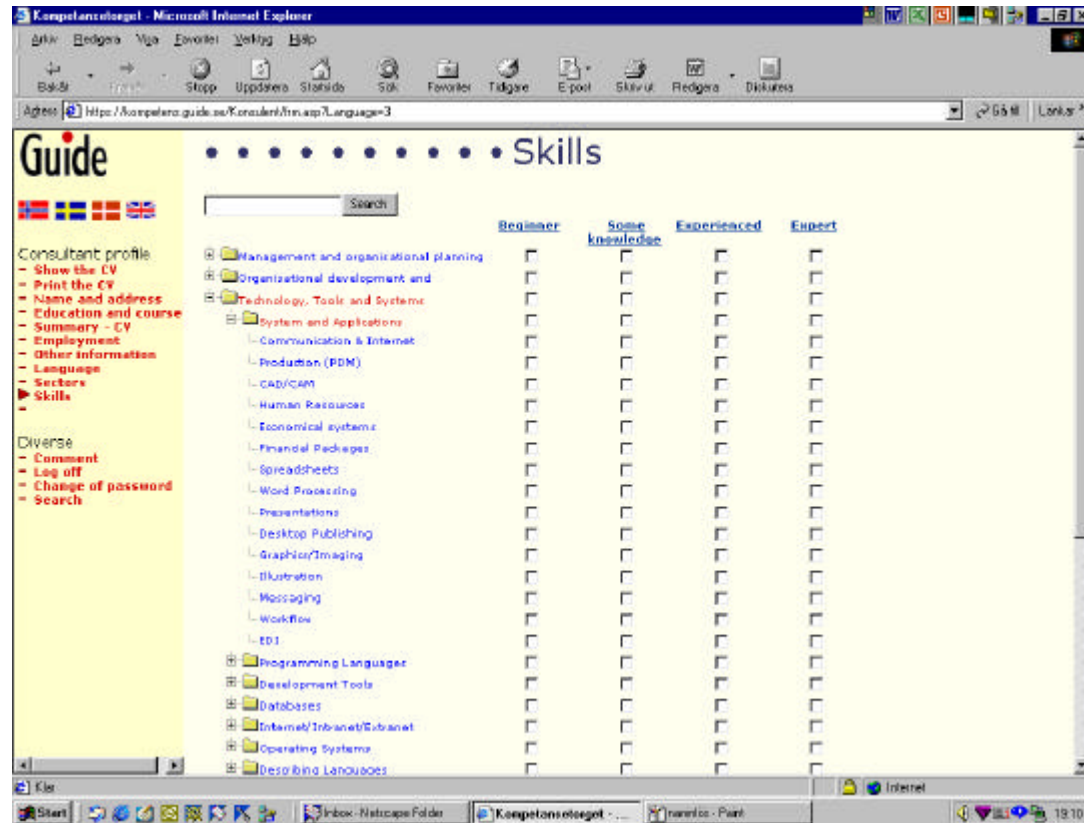 Kompetansetorget - Microsoft Internet Explorer
Arkiv Redigera Visa Favoriter Verktyg Hjälp
Bakåt Stopp Uppdatera Startsida Sök Favoriter Tidigare E-post Skriv ut Redigera Diskutera
Adress https://kompetens.guide.se/Konsulent/frm.asp?Language=3 Gå till Länkar
Guide
Skills
Search
Beginner Some knowledge Experienced Expert
Consultant profile
- Show the CV
- Print the CV
- Name and address
- Education and course
- Summary - CV
- Employment
- Other information
- Language
- Sectors
Skills
-
Diverse
- Comment
- Log off
- Change of password
- Search
Management and organisational planning
Organizational development and
Technology, Tools and Systems
System and Applications
Communication & Internet
Production (PDM)
CAD/CAM
Human Resources
Economical systems
Financial Packages
Spreadsheets
Word Processing
Presentations
Desktop Publishing
Graphics/Imaging
Illustration
Messaging
Workflow
EDI
Programming Languages
Development Tools
Databases
Internet/Intranet/Extranet
Operating Systems
Describing Languages
Klar Internet
Start Inbox - Netscape Folder Kompetansetorget - ... - Paint 19:10